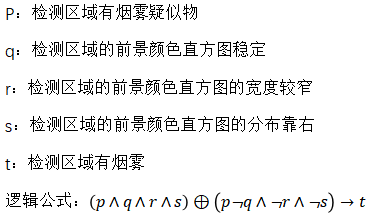 P：检测区域有烟雾疑似物
q：检测区域的前景颜色直方图稳定
r：检测区域的前景颜色直方图的宽度较窄
s：检测区域的前景颜色直方图的分布靠右
t：检测区域有烟雾
逻辑公式：(p∧q∧r∧s)⊕(p¬q∧¬r∧¬s)→t